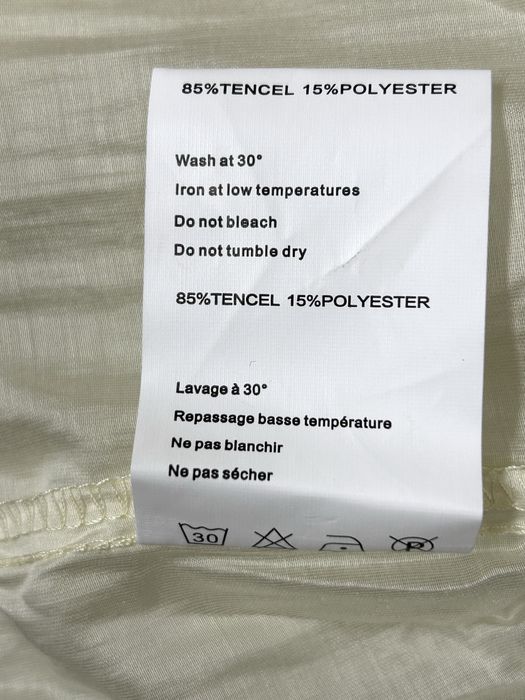 85%TENCEL 15%POLYESTER
Wash at 30°
Iron at low temperatures
Do not bleach
Do not tumble dry
85%TENCEL 15%POLYESTER
Lavage à 30°
Repassage basse température
Ne pas blanchir
Ne pas sécher
30 P